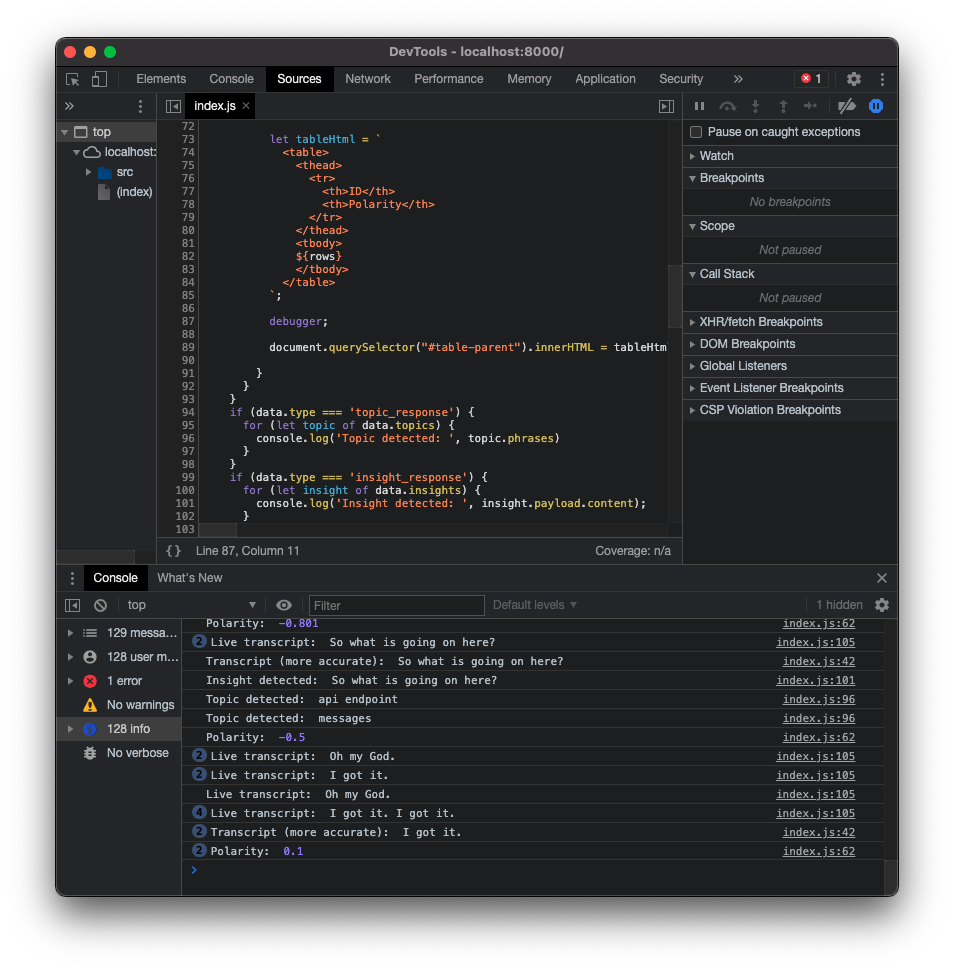 DevTools - localhost:8000/
Elements Console Sources Network Performance Memory Application Security » 1
» index.js ×
top
localhost:
src
(index)
72
73 let tableHtml = `
74 <table>
75 <thead>
76 <tr>
77 <th>ID</th>
78 <th>Polarity</th>
79 </tr>
80 </thead>
81 <tbody>
82 ${rows}
83 </tbody>
84 </table>
85 `;
86
87 debugger;
88
89 document.querySelector("#table-parent").innerHTML = tableHtm
90
91 }
92 }
93 }
94 if (data.type === 'topic_response') {
95 for (let topic of data.topics) {
96 console.log('Topic detected: ', topic.phrases)
97 }
98 }
99 if (data.type === 'insight_response') {
100 for (let insight of data.insights) {
101 console.log('Insight detected: ', insight.payload.content);
102 }
103
{} Line 87, Column 11 Coverage: n/a
Pause on caught exceptions
Watch
Breakpoints
No breakpoints
Scope
Not paused
Call Stack
Not paused
XHR/fetch Breakpoints
DOM Breakpoints
Global Listeners
Event Listener Breakpoints
CSP Violation Breakpoints
Console What's New
top Filter Default levels 1 hidden
129 messa...
128 user m...
1 error
No warnings
128 info
No verbose
Polarity: -0.801 index.js:62
2 Live transcript: So what is going on here? index.js:105
Transcript (more accurate): So what is going on here? index.js:42
Insight detected: So what is going on here? index.js:101
Topic detected: api endpoint index.js:96
Topic detected: messages index.js:96
Polarity: -0.5 index.js:62
2 Live transcript: Oh my God. index.js:105
2 Live transcript: I got it. index.js:105
Live transcript: Oh my God. index.js:105
4 Live transcript: I got it. I got it. index.js:105
2 Transcript (more accurate): I got it. index.js:42
2 Polarity: 0.1 index.js:62